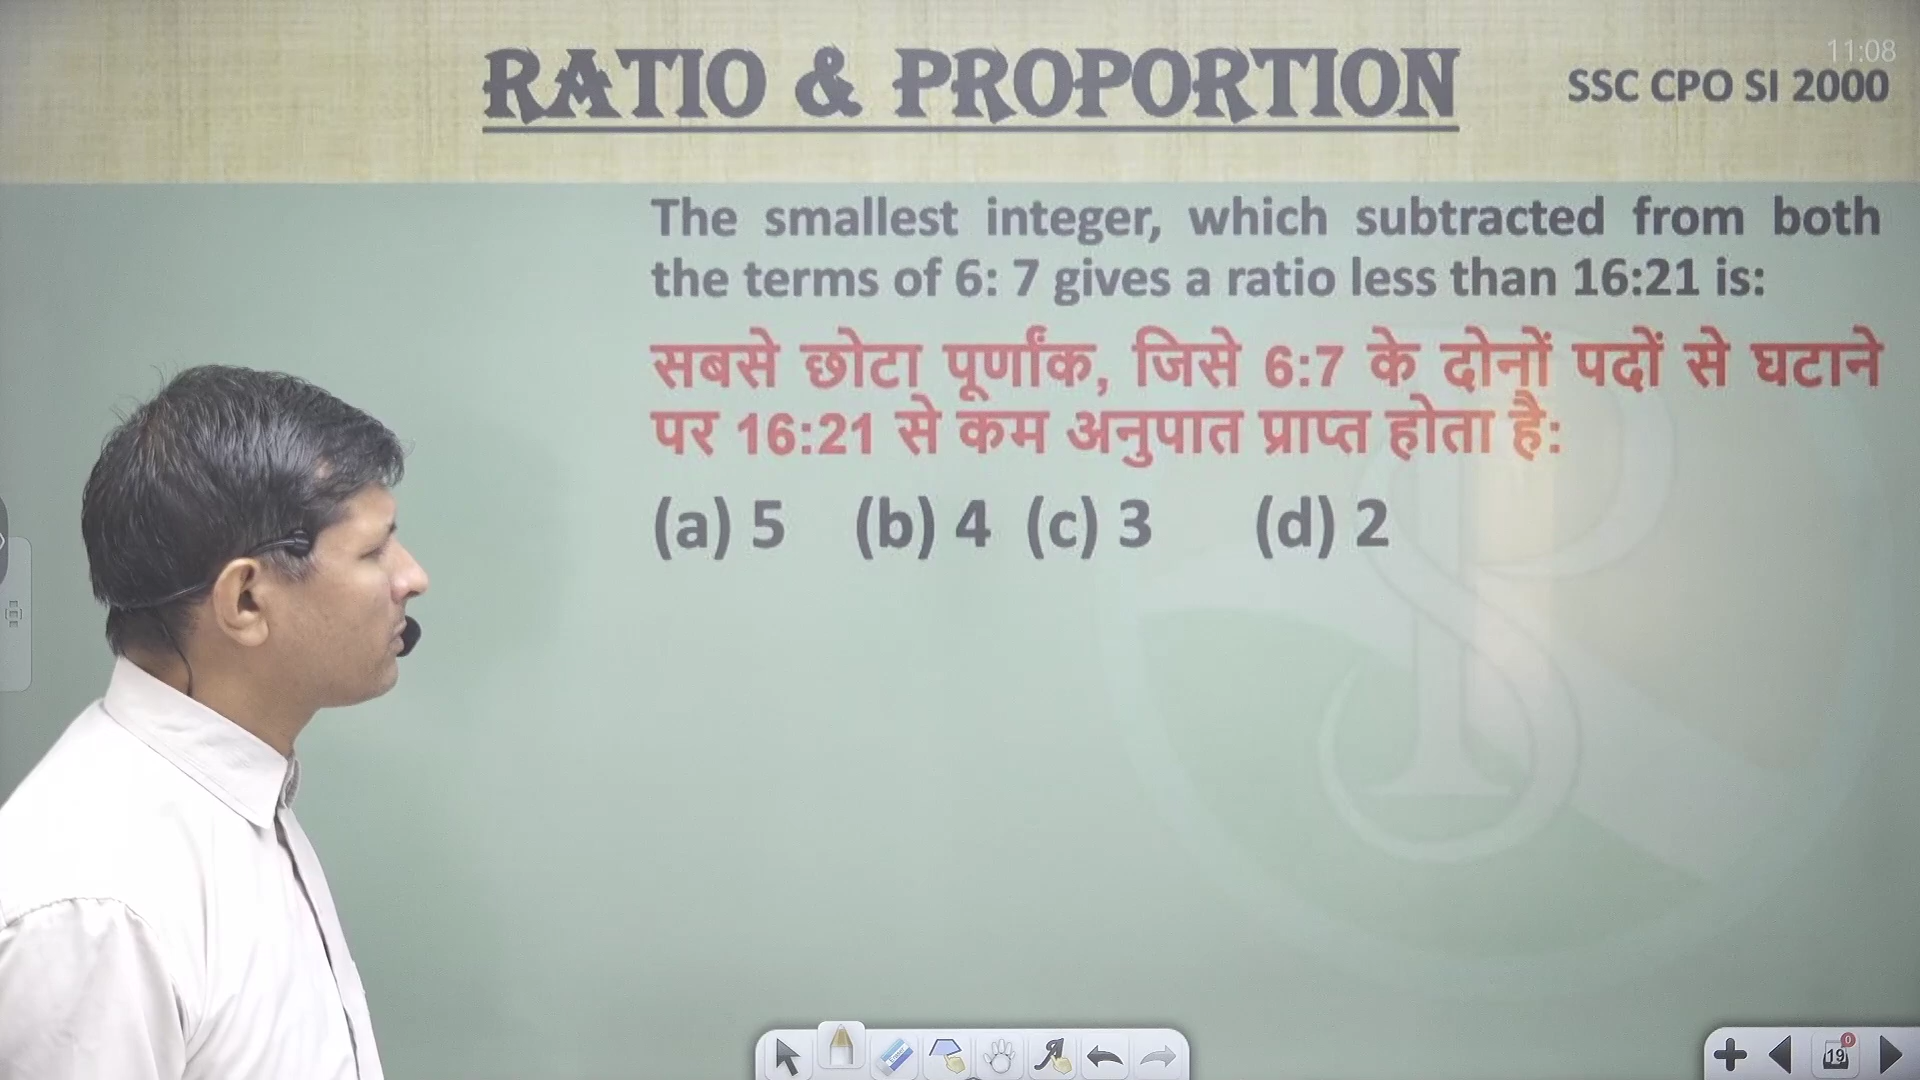 RATIO & PROPORTION
11:08
SSC CPO SI 2000
The smallest integer, which subtracted from both
the terms of 6: 7 gives a ratio less than 16:21 is:
सबसे छोटा पूर्णांक, जिसे 6:7 के दोनों पदों से घटाने
पर 16:21 से कम अनुपात प्राप्त होता है:
(a) 5 (b) 4 (c) 3 (d) 2
19
0